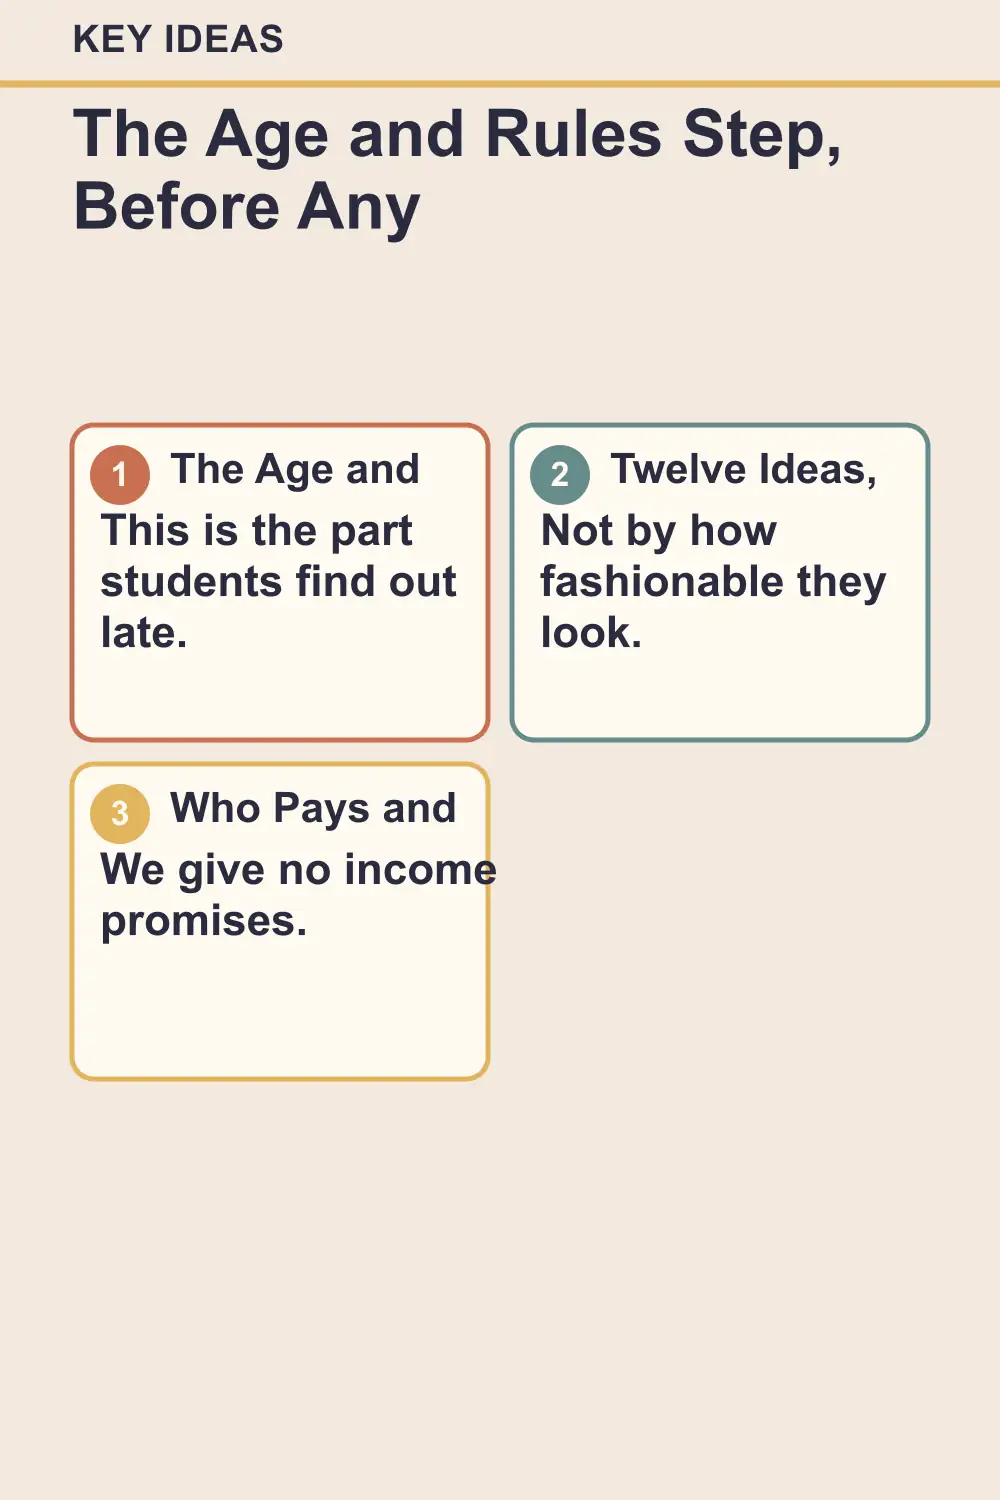 KEY IDEAS
The Age and Rules Step,
Before Any
1 The Age and
This is the part
students find out
late.
2 Twelve Ideas,
Not by how
fashionable they
look.
3 Who Pays and
We give no income
promises.